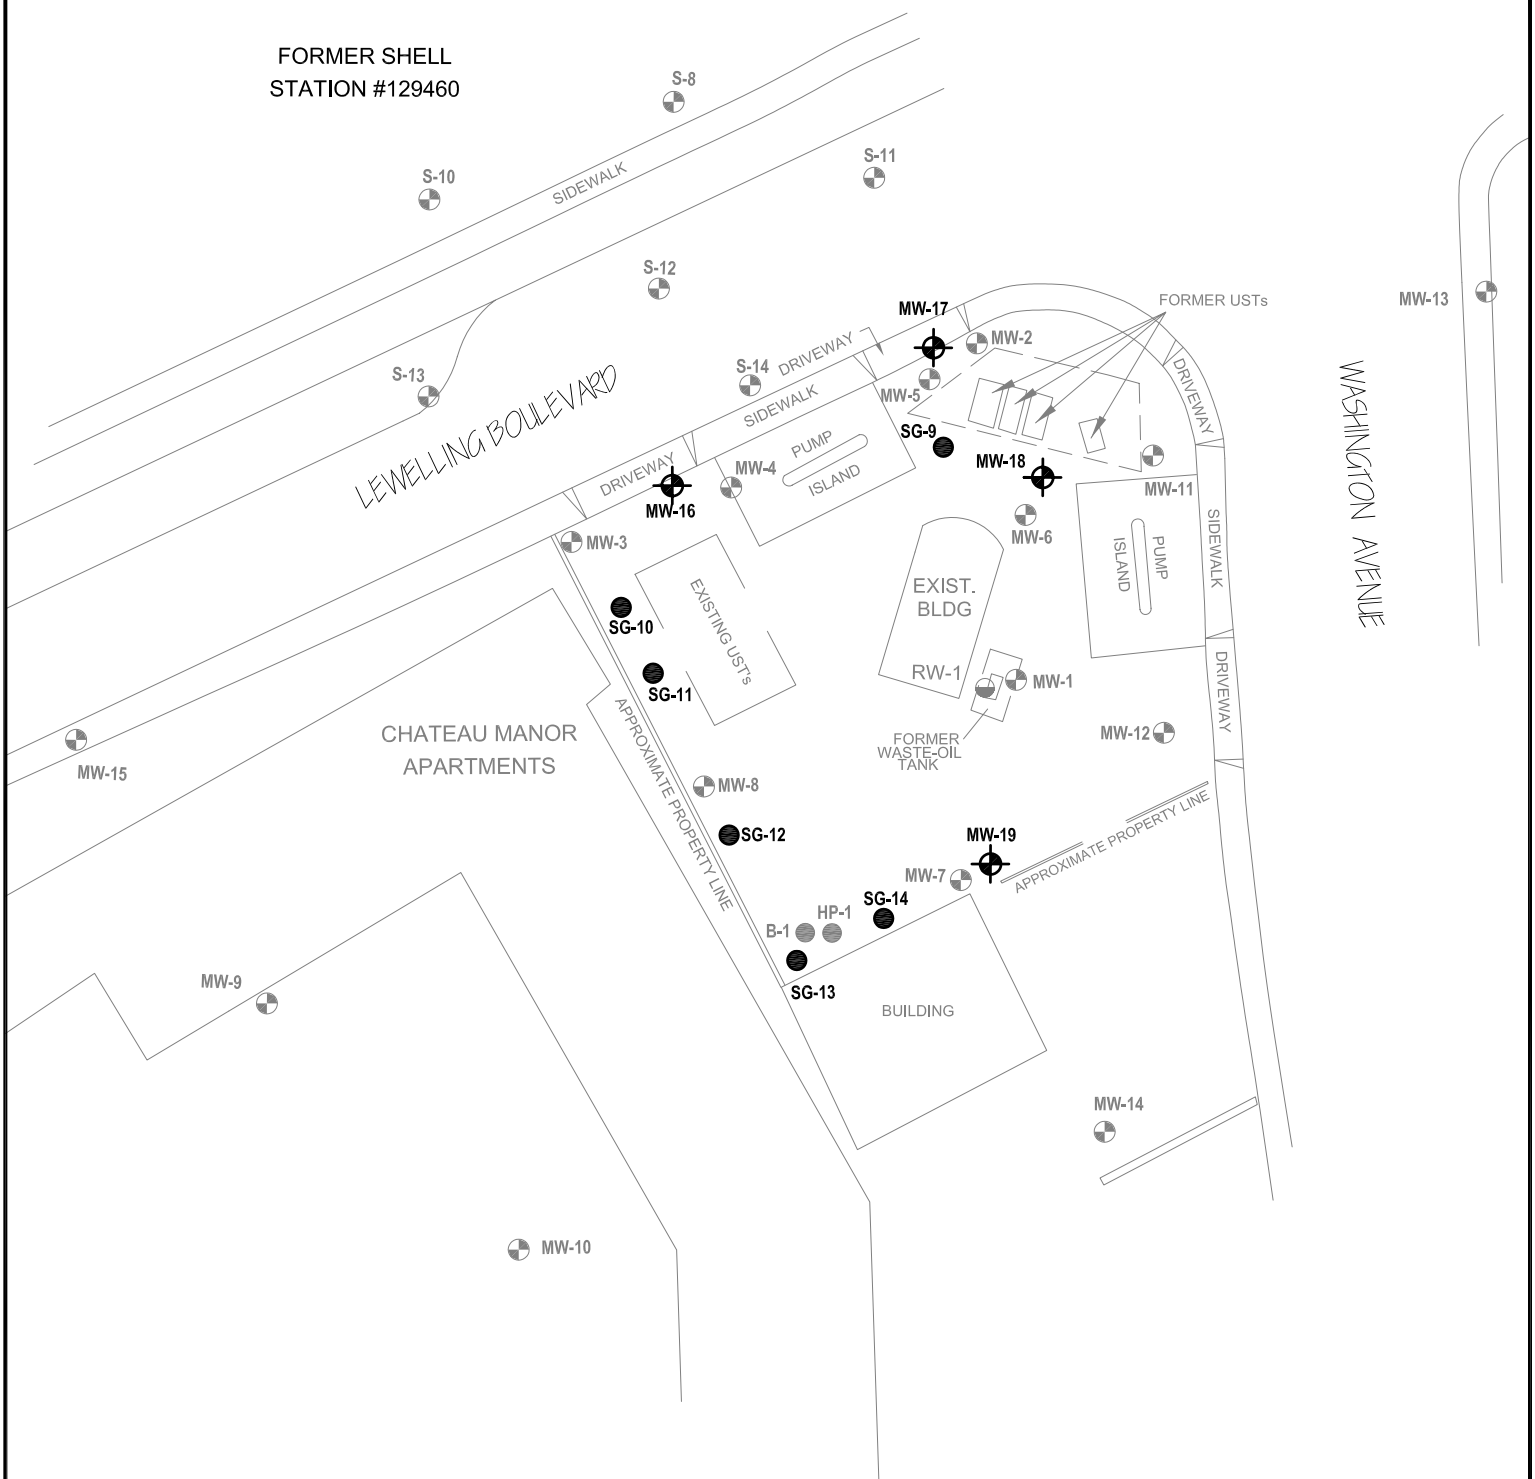 FORMER SHELL
STATION #129460
S-8
S-10
S-11
SIDEWALK
S-12
MW-13
FORMER USTs
MW-17
MW-2
DRIVEWAY
S-14
S-13
MW-5
DRIVEWAY
WASHINGTON AVENUE
LEWELLING BOULEVARD
SIDEWALK
SG-9
PUMP
ISLAND
MW-18
MW-4
DRIVEWAY
MW-16
MW-11
MW-3
MW-6
SIDEWALK
PUMP
ISLAND
EXIST.
BLDG
EXISTING UST's
SG-10
SG-11
RW-1
MW-1
DRIVEWAY
APPROXIMATE PROPERTY LINE
CHATEAU MANOR
APARTMENTS
MW-15
FORMER
WASTE-OIL
TANK
MW-12
MW-8
SG-12
MW-19
APPROXIMATE PROPERTY LINE
MW-7
SG-14
HP-1
B-1
SG-13
MW-9
BUILDING
MW-14
MW-10